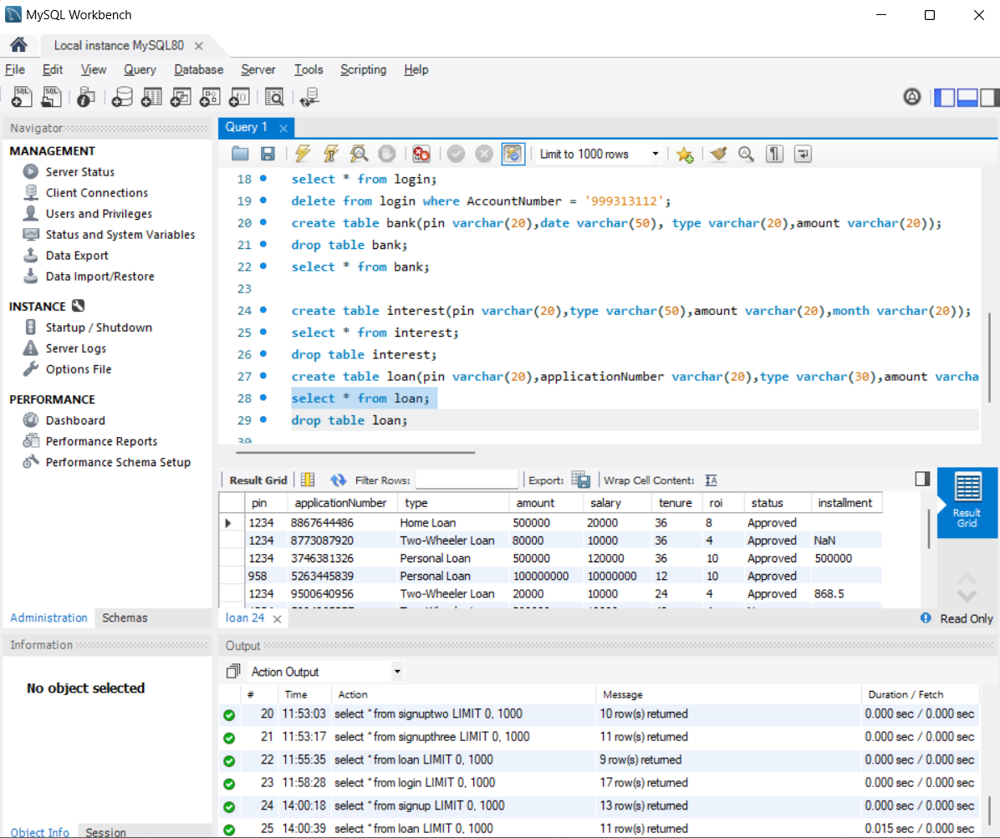 MySQL Workbench
Local instance MySQL80
File Edit View Query Database Server Tools Scripting Help
Navigator
MANAGEMENT
Server Status
Client Connections
Users and Privileges
Status and System Variables
Data Export
Data Import/Restore
INSTANCE
Startup / Shutdown
Server Logs
Options File
PERFORMANCE
Dashboard
Performance Reports
Performance Schema Setup
Administration Schemas
Information
No object selected
Object Info Session
Query 1
Limit to 1000 rows
18 select * from login;
19 delete from login where AccountNumber = '999313112';
20 create table bank(pin varchar(20),date varchar(50), type varchar(20),amount varchar(20));
21 drop table bank;
22 select * from bank;
23
24 create table interest(pin varchar(20),type varchar(50),amount varchar(20),month varchar(20));
25 select * from interest;
26 drop table interest;
27 create table loan(pin varchar(20),applicationNumber varchar(20),type varchar(30),amount varcha
28 select * from loan;
29 drop table loan;
30
Result Grid Filter Rows: Export: Wrap Cell Content:
pin applicationNumber type amount salary tenure roi status installment
1234 8867644486 Home Loan 500000 20000 36 8 Approved
1234 8773087920 Two-Wheeler Loan 80000 10000 36 4 Approved NaN
1234 3746381326 Personal Loan 500000 120000 36 10 Approved 500000
958 5263445839 Personal Loan 100000000 10000000 12 10 Approved
1234 9500640956 Two-Wheeler Loan 20000 10000 24 4 Approved 868.5
Result
Grid
loan 24
Read Only
Output
Action Output
# Time Action Message Duration / Fetch
20 11:53:03 select * from signuptwo LIMIT 0, 1000 10 row(s) returned 0.000 sec / 0.000 sec
21 11:53:17 select * from signupthree LIMIT 0, 1000 11 row(s) returned 0.000 sec / 0.000 sec
22 11:55:35 select * from loan LIMIT 0, 1000 9 row(s) returned 0.000 sec / 0.000 sec
23 11:58:28 select * from login LIMIT 0, 1000 17 row(s) returned 0.000 sec / 0.000 sec
24 14:00:18 select * from signup LIMIT 0, 1000 13 row(s) returned 0.000 sec / 0.000 sec
25 14:00:39 select * from loan LIMIT 0, 1000 11 row(s) returned 0.015 sec / 0.000 sec